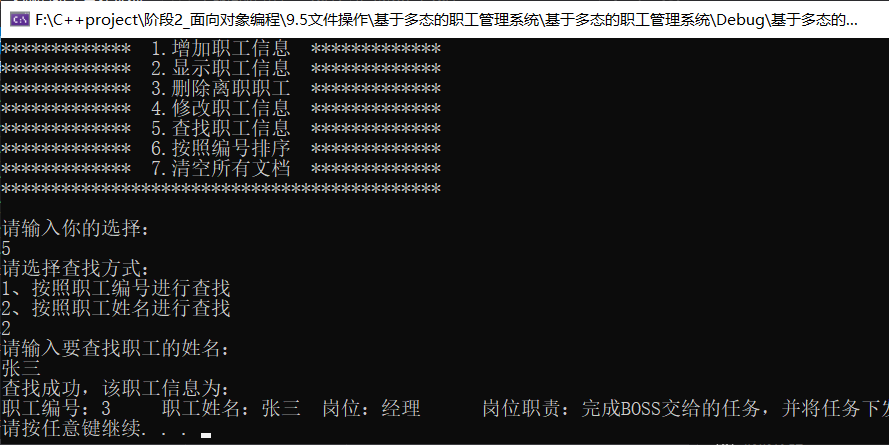 F:\C++project\阶段2_面向对象编程\9.5文件操作\基于多态的职工管理系统\基于多态的职工管理系统\Debug\基于多态的...
************* 1.增加职工信息 *************
************* 2.显示职工信息 *************
************* 3.删除离职职工 *************
************* 4.修改职工信息 *************
************* 5.查找职工信息 *************
************* 6.按照编号排序 *************
************* 7.清空所有文档 *************
********************************************
请输入你的选择:
5
请选择查找方式:
1、按照职工编号进行查找
2、按照职工姓名进行查找
2
请输入要查找职工的姓名:
张三
查找成功，该职工信息为:
职工编号: 3 职工姓名: 张三 岗位: 经理 岗位职责: 完成BOSS交给的任务，并将任务下发
请按任意键继续. . .